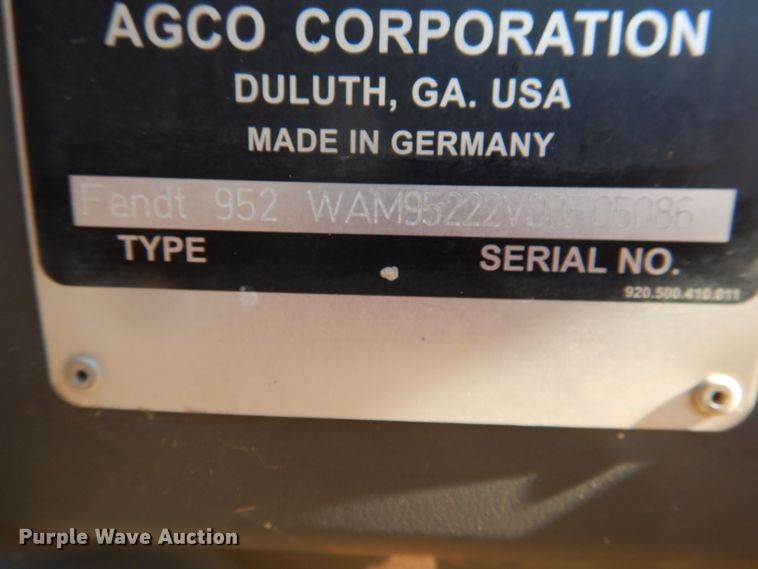 AGCO CORPORATION
DULUTH, GA. USA
MADE IN GERMANY
Fendt 952
TYPE SERIAL NO.
920.500.410.011
Purple Wave Auction®